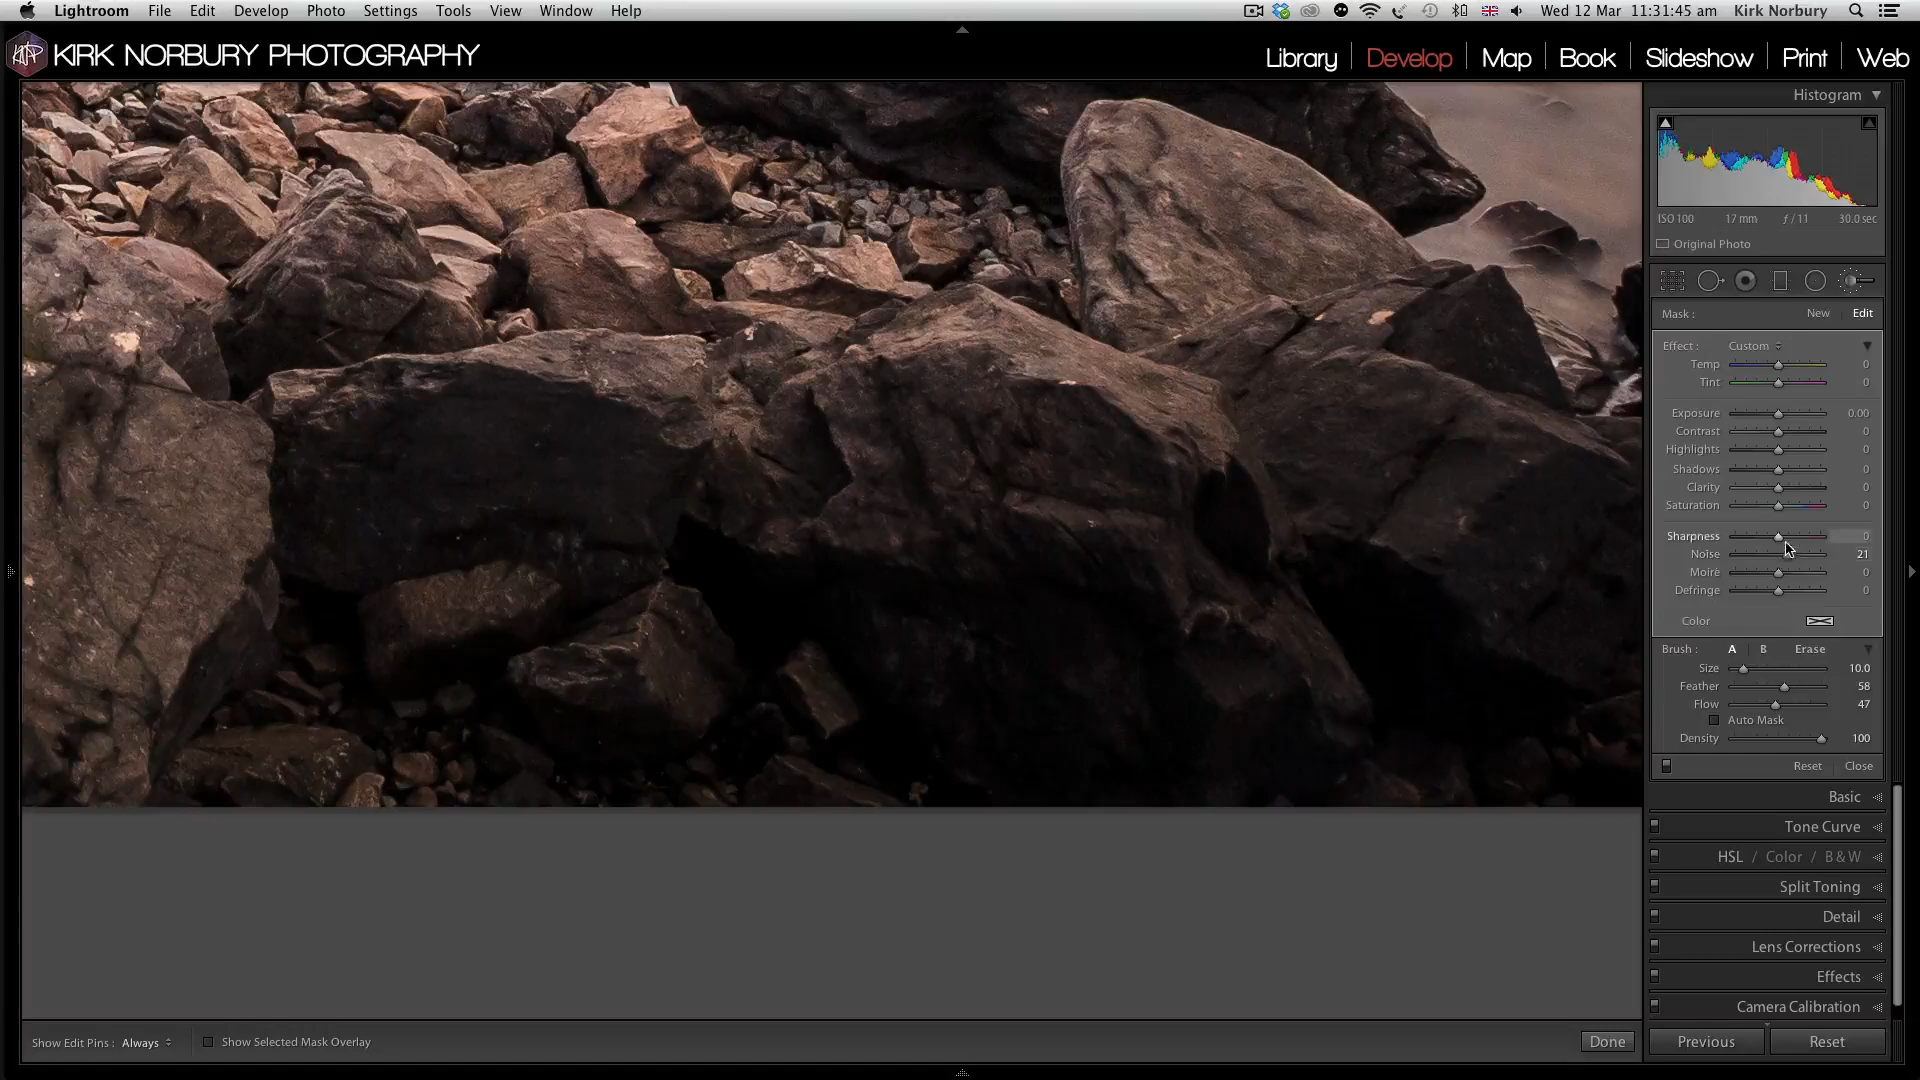 Lightroom File Edit Develop Photo Settings Tools View Window Help Wed 12 Mar 11:31:45 am Kirk Norbury
KIRK NORBURY PHOTOGRAPHY Library Develop Map Book Slideshow Print Web
Histogram
ISO 100 17 mm ƒ / 11 30.0 sec
Original Photo
Mask : New Edit
Effect : Custom
Temp 0
Tint 0
Exposure 0.00
Contrast 0
Highlights 0
Shadows 0
Clarity 0
Saturation 0
Sharpness 0
Noise 21
Moirè 0
Defringe 0
Color
Brush : A B Erase
Size 10.0
Feather 58
Flow 47
Auto Mask
Density 100
Reset Close
Basic
Tone Curve
HSL / Color / B & W
Split Toning
Detail
Lens Corrections
Effects
Camera Calibration
Show Edit Pins : Always Show Selected Mask Overlay Done Previous Reset